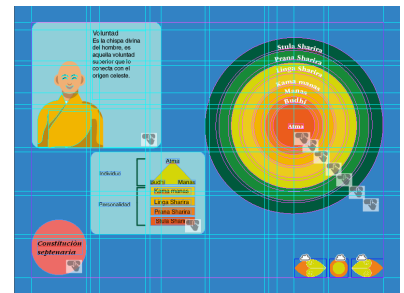 Voluntad
Es la chispa divina
del hombre, es
aquella voluntad
superior que lo
conecta con el
origen celeste.
Stula Sharira
Prana Sharira
Linga Sharira
Kama manas
Manas
Budhi
Atma
Atma
Individuo
Budhi Manas
Kama manas
Personalidad
Linga Sharira
Prana Sharira
Stula Sharira
Constitución
septenaria